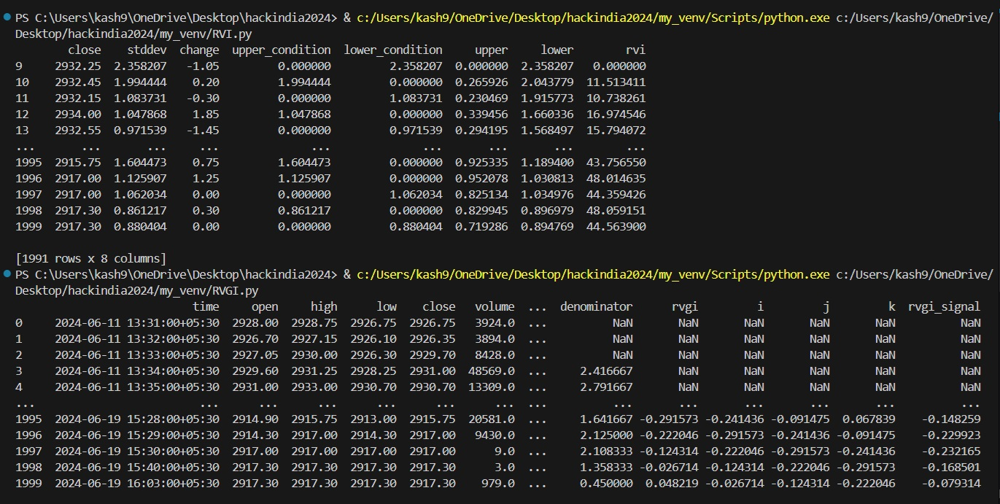 PS C:\Users\kash9\OneDrive\Desktop\hackindia2024> & c:/Users/kash9/OneDrive/Desktop/hackindia2024/my_venv/Scripts/python.exe c:/Users/kash9/OneDrive/
Desktop/hackindia2024/my_venv/RVI.py
close stddev change upper_condition lower_condition upper lower rvi
9 2932.25 2.358207 -1.05 0.000000 2.358207 0.000000 2.358207 0.000000
10 2932.45 1.994444 0.20 1.994444 0.000000 0.265926 2.043779 11.513411
11 2932.15 1.083731 -0.30 0.000000 1.083731 0.230469 1.915773 10.738261
12 2934.00 1.047868 1.85 1.047868 0.000000 0.339456 1.660336 16.974546
13 2932.55 0.971539 -1.45 0.000000 0.971539 0.294195 1.568497 15.794072
... ... ... ... ... ... ... ... ...
1995 2915.75 1.604473 0.75 1.604473 0.000000 0.925335 1.189400 43.756550
1996 2917.00 1.125907 1.25 1.125907 0.000000 0.952078 1.030813 48.014635
1997 2917.00 1.062034 0.00 0.000000 1.062034 0.825134 1.034976 44.359426
1998 2917.30 0.861217 0.30 0.861217 0.000000 0.829945 0.896979 48.059151
1999 2917.30 0.880404 0.00 0.000000 0.880404 0.719286 0.894769 44.563900
[1991 rows x 8 columns]
PS C:\Users\kash9\OneDrive\Desktop\hackindia2024> & c:/Users/kash9/OneDrive/Desktop/hackindia2024/my_venv/Scripts/python.exe c:/Users/kash9/OneDrive/
Desktop/hackindia2024/my_venv/RVGI.py
time open high low close volume ... denominator rvgi i j k rvgi_signal
0 2024-06-11 13:31:00+05:30 2928.00 2928.75 2926.75 2926.75 3924.0 ... NaN NaN NaN NaN NaN NaN
1 2024-06-11 13:32:00+05:30 2926.70 2927.15 2926.10 2926.35 3894.0 ... NaN NaN NaN NaN NaN NaN
2 2024-06-11 13:33:00+05:30 2927.05 2930.00 2926.30 2929.70 8428.0 ... NaN NaN NaN NaN NaN NaN
3 2024-06-11 13:34:00+05:30 2929.60 2931.25 2928.25 2931.00 48569.0 ... 2.416667 NaN NaN NaN NaN NaN
4 2024-06-11 13:35:00+05:30 2931.00 2933.00 2930.70 2930.70 13309.0 ... 2.791667 NaN NaN NaN NaN NaN
... ... ... ... ... ... ... ... ... ... ... ... ... ...
1995 2024-06-19 15:28:00+05:30 2914.90 2915.75 2913.00 2915.75 20581.0 ... 1.641667 -0.291573 -0.241436 -0.091475 0.067839 -0.148259
1996 2024-06-19 15:29:00+05:30 2914.30 2917.00 2914.30 2917.00 9430.0 ... 2.125000 -0.222046 -0.291573 -0.241436 -0.091475 -0.229923
1997 2024-06-19 15:30:00+05:30 2917.00 2917.00 2917.00 2917.00 9.0 ... 2.108333 -0.124314 -0.222046 -0.291573 -0.241436 -0.232165
1998 2024-06-19 15:40:00+05:30 2917.30 2917.30 2917.30 2917.30 3.0 ... 1.358333 -0.026714 -0.124314 -0.222046 -0.291573 -0.168501
1999 2024-06-19 16:03:00+05:30 2917.30 2917.30 2917.30 2917.30 979.0 ... 0.450000 0.048219 -0.026714 -0.124314 -0.222046 -0.079314